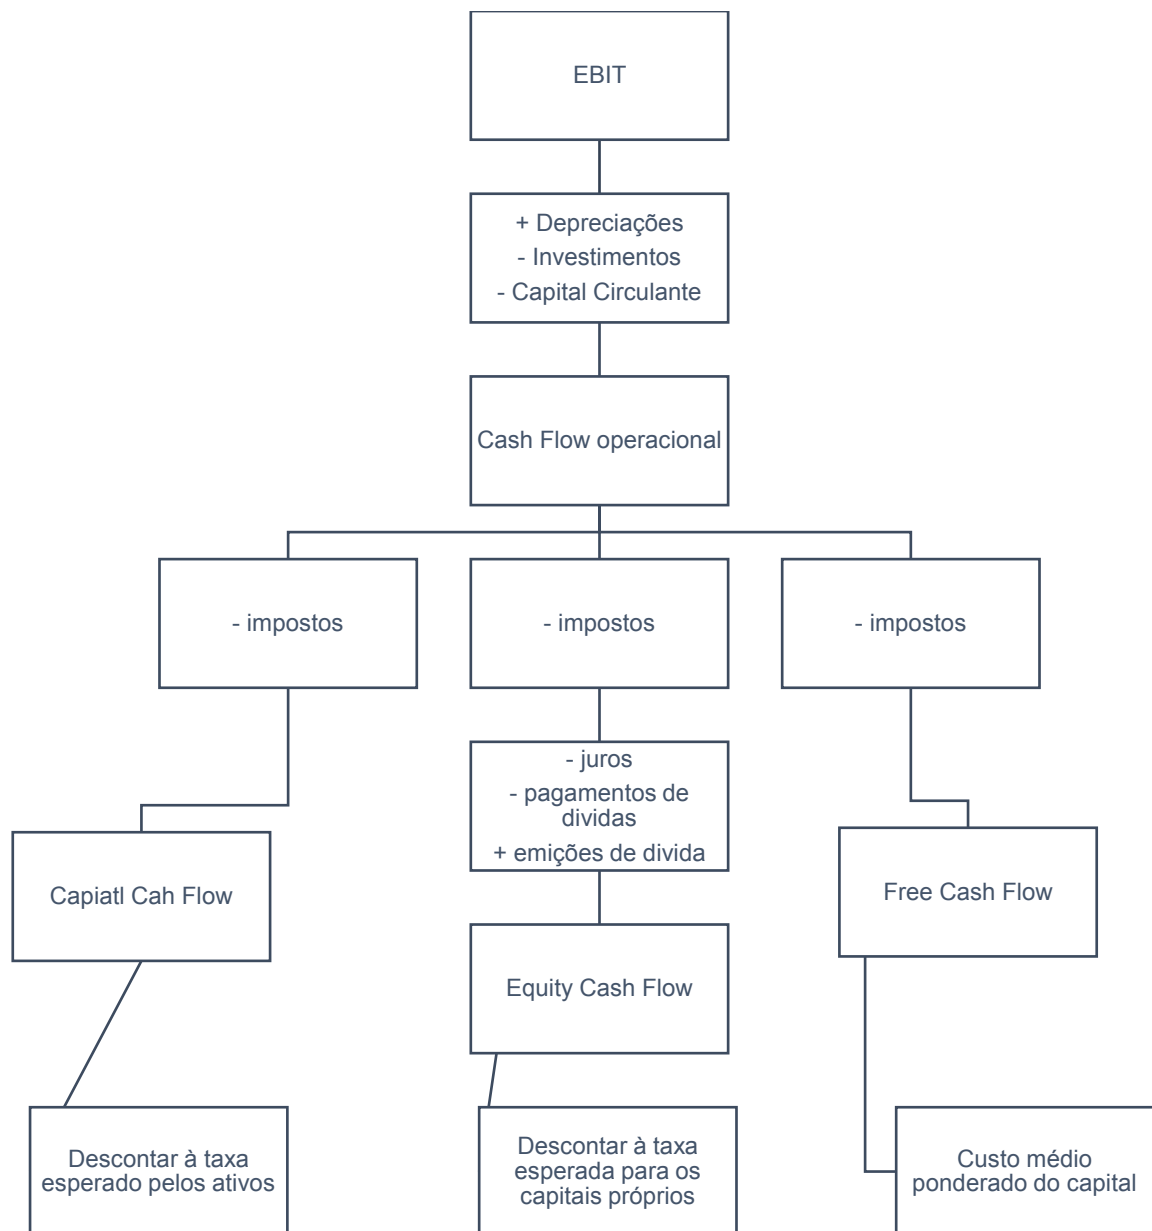 EBIT
+ Depreciações
- Investimentos
- Capital Circulante
Cash Flow operacional
- impostos
- impostos
- impostos
- juros
- pagamentos de
dividas
+ emições de divida
Capiatl Cah Flow
Free Cash Flow
Equity Cash Flow
Descontar à taxa
esperado pelos ativos
Descontar à taxa
esperada para os
capitais próprios
Custo médio
ponderado do capital